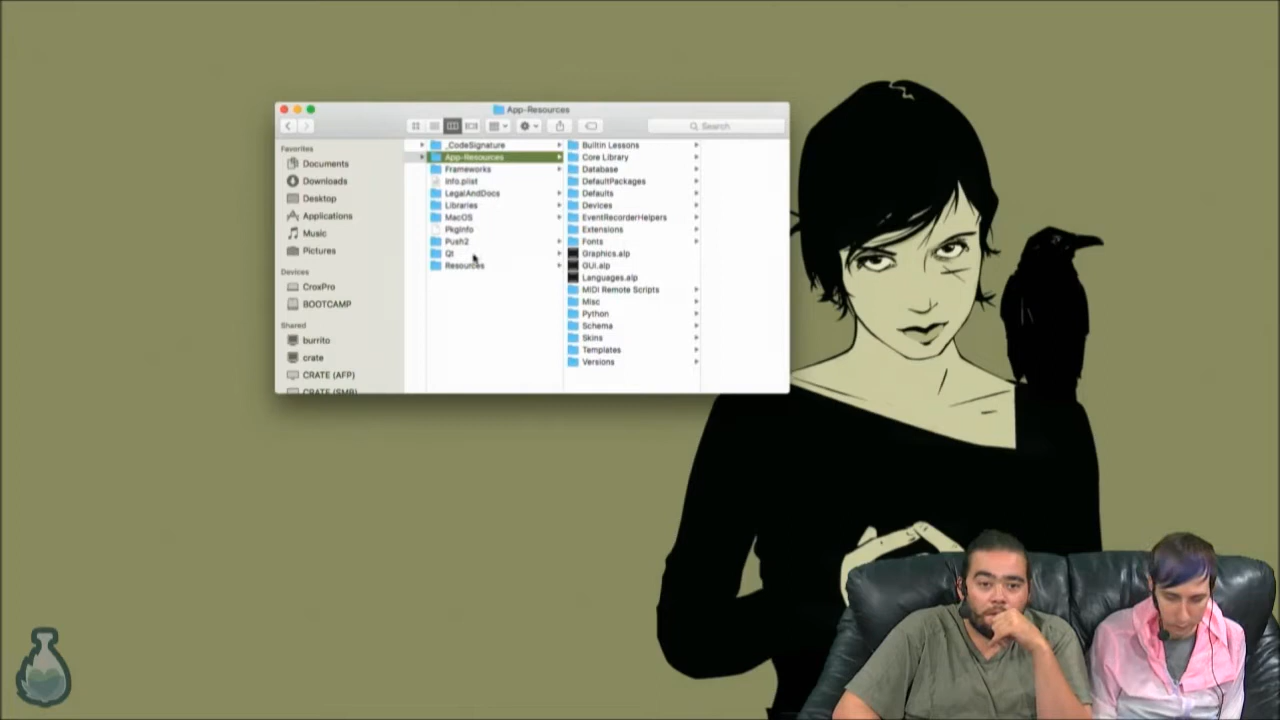 App-Resources
Search
Favorites
Documents
Downloads
Desktop
Applications
Music
Pictures
Devices
CroxPro
BOOTCAMP
Shared
burrito
crate
CRATE (AFP)
CRATE (SMB)
_CodeSignature
App-Resources
Frameworks
Info.plist
LegalAndDocs
Libraries
MacOS
PkgInfo
Push2
Qt
Resources
Builtin Lessons
Core Library
Database
DefaultPackages
Defaults
Devices
EventRecorderHelpers
Extensions
Fonts
Graphics.alp
GUI.alp
Languages.alp
MIDI Remote Scripts
Misc
Python
Schema
Skins
Templates
Versions